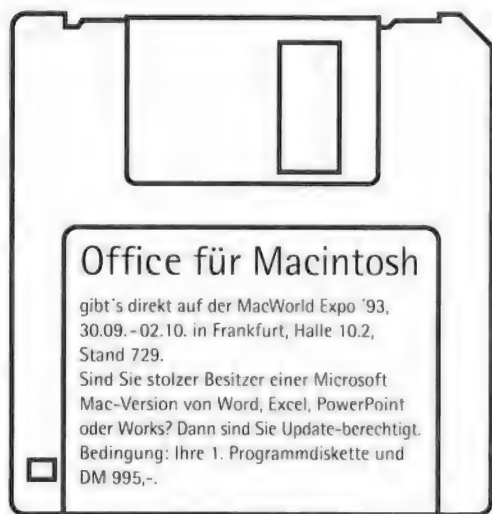 Office für Macintosh
gibt´s direkt auf der MacWorld Expo ´93,
30.09.-02.10. in Frankfurt, Halle 10.2,
Stand 729.
Sind Sie stolzer Besitzer einer Microsoft
Mac-Version von Word, Excel, PowerPoint
oder Works? Dann sind Sie Update-berechtigt.
Bedingung: Ihre 1. Programmdiskette und
DM 995,-.